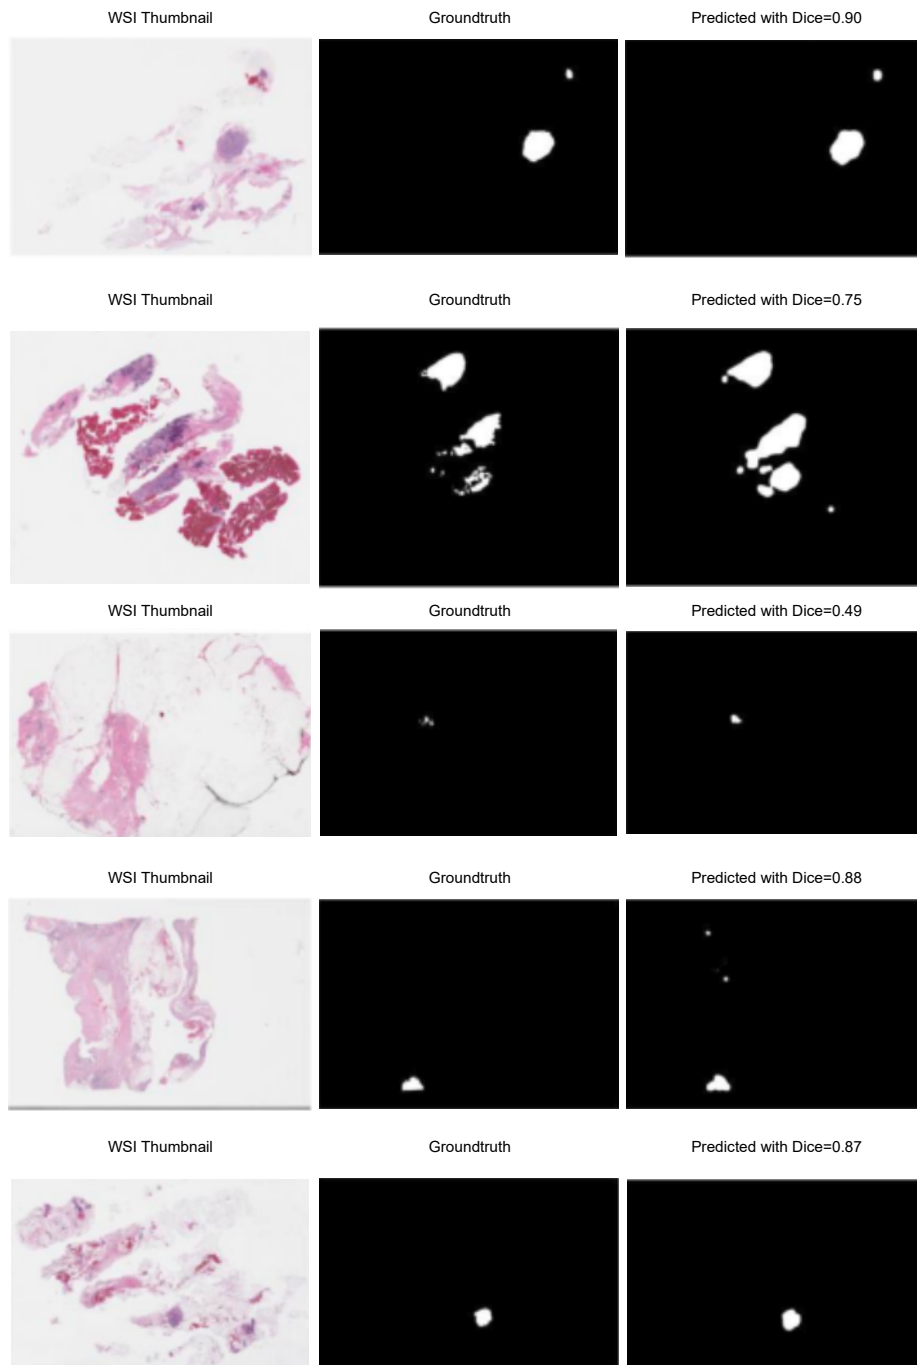 WSI Thumbnail Groundtruth Predicted with Dice=0.90
WSI Thumbnail Groundtruth Predicted with Dice=0.75
WSI Thumbnail Groundtruth Predicted with Dice=0.49
WSI Thumbnail Groundtruth Predicted with Dice=0.88
WSI Thumbnail Groundtruth Predicted with Dice=0.87